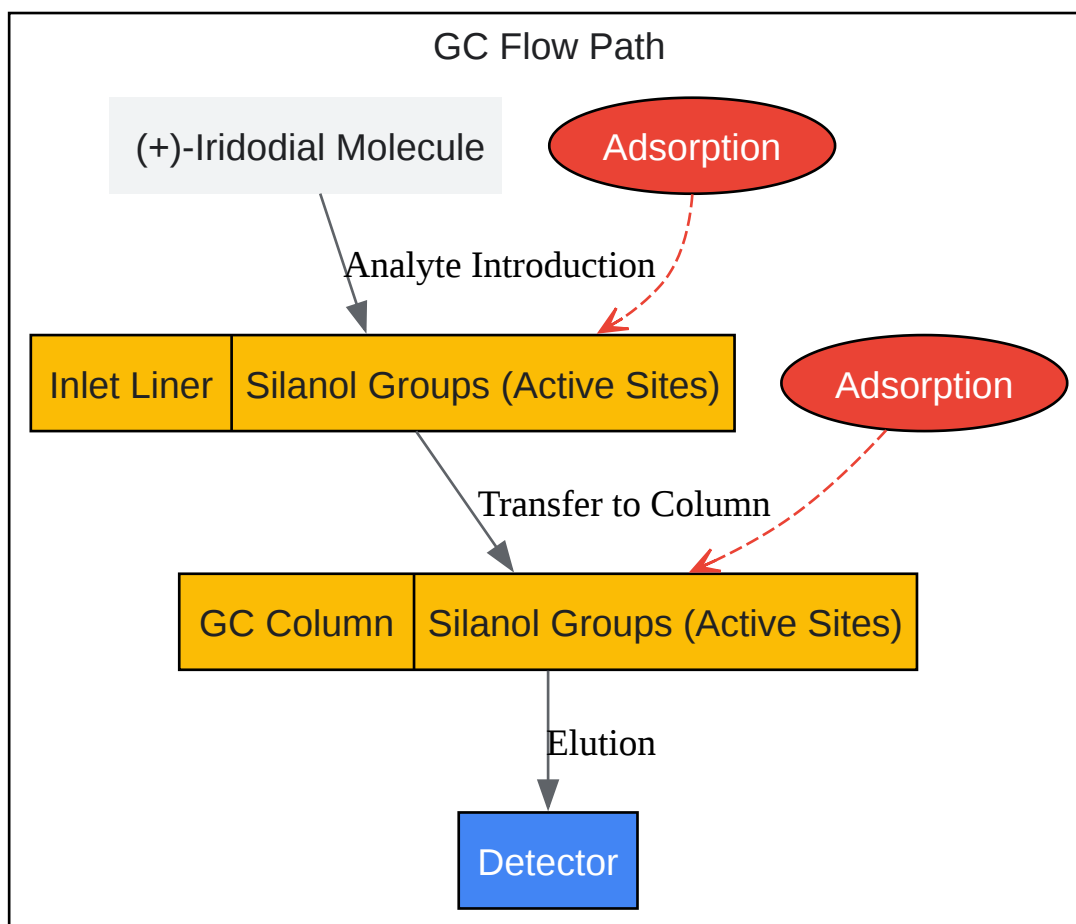 GC Flow Path
(+)-Iridodial Molecule
Adsorption
Analyte Introduction
Inlet Liner
Silanol Groups (Active Sites)
Adsorption
Transfer to Column
GC Column
Silanol Groups (Active Sites)
Elution
Detector